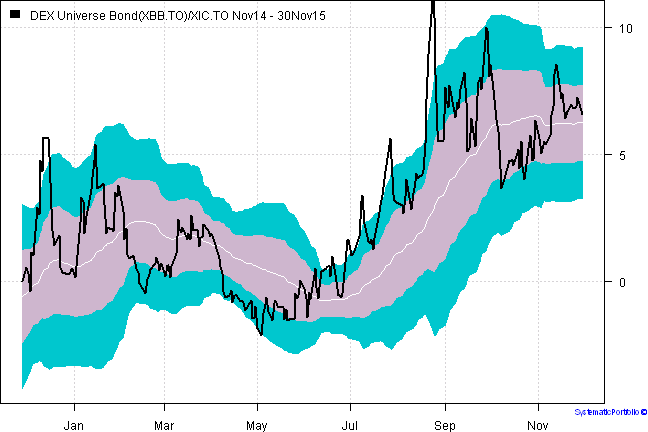 DEX Universe Bond(XBB.TO)/XIC.TO Nov14 - 30Nov15
10
5
0
Jan Mar May Jul Sep Nov
SystematicPortfolio ©